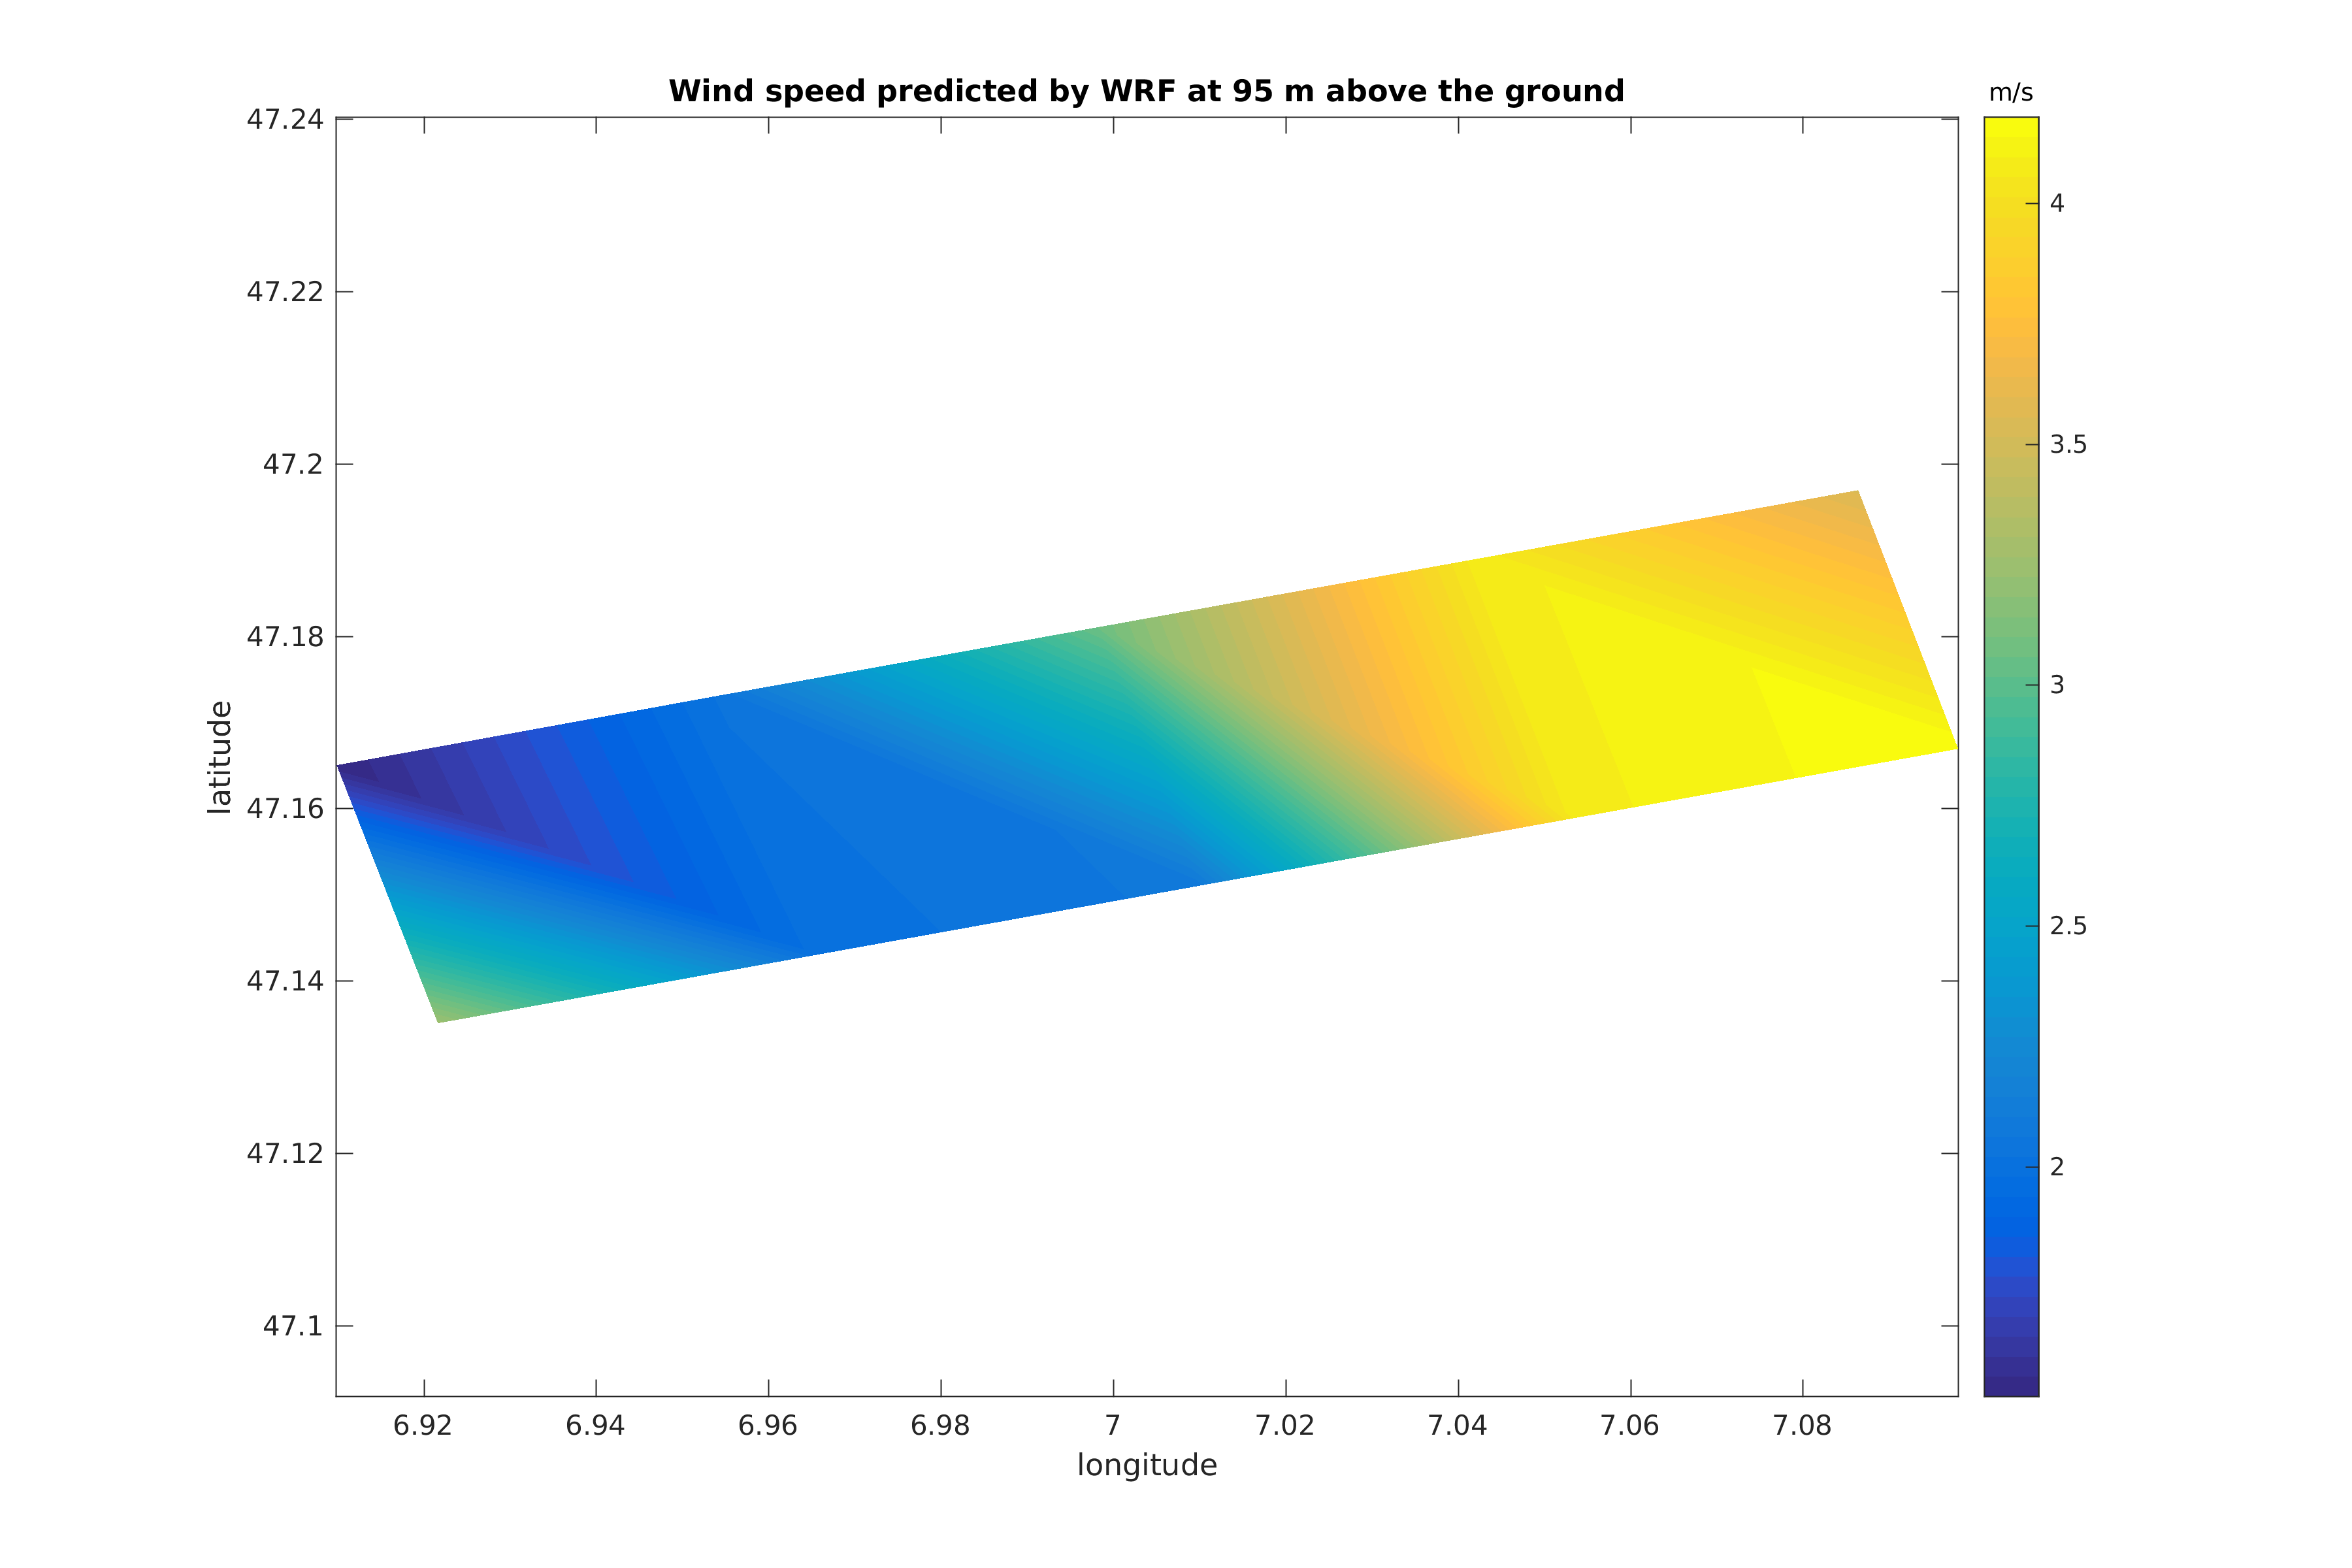 Wind speed predicted by WRF at 95 m above the ground
m/s
47.24
47.22
47.2
47.18
47.16
47.14
47.12
47.1
latitude
6.92 6.94 6.96 6.98 7 7.02 7.04 7.06 7.08
longitude
4
3.5
3
2.5
2